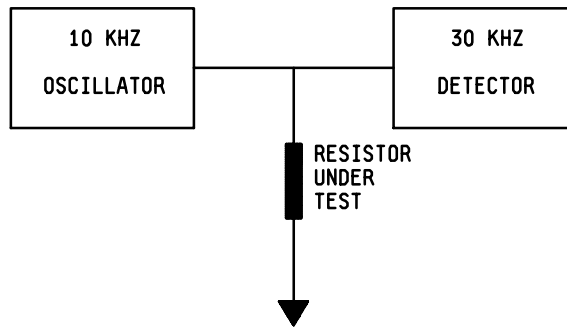 10 KHZ
OSCILLATOR
30 KHZ
DETECTOR
RESISTOR
UNDER
TEST